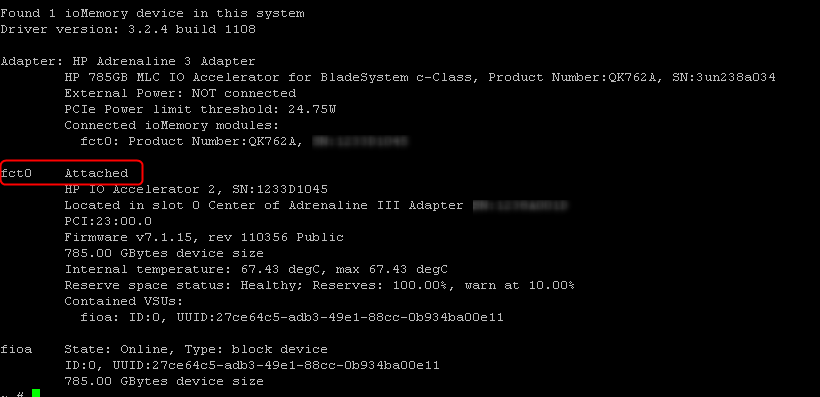 Found 1 ioMemory device in this system
Driver version: 3.2.4 build 1108
Adapter: HP Adrenaline 3 Adapter
HP 785GB MLC IO Accelerator for BladeSystem c-Class, Product Number:QK762A, SN:3un238a034
External Power: NOT connected
PCIe Power limit threshold: 24.75W
Connected ioMemory modules:
fct0: Product Number:QK762A,
fct0 Attached
HP IO Accelerator 2, SN:1233D1045
Located in slot 0 Center of Adrenaline III Adapter
PCI:23:00.0
Firmware v7.1.15, rev 110356 Public
785.00 GBytes device size
Internal temperature: 67.43 degC, max 67.43 degC
Reserve space status: Healthy; Reserves: 100.00%, warn at 10.00%
Contained VSUs:
fioa: ID:0, UUID:27ce64c5-adb3-49e1-88cc-0b934ba00e11
fioa State: Online, Type: block device
ID:0, UUID:27ce64c5-adb3-49e1-88cc-0b934ba00e11
785.00 GBytes device size
~ #